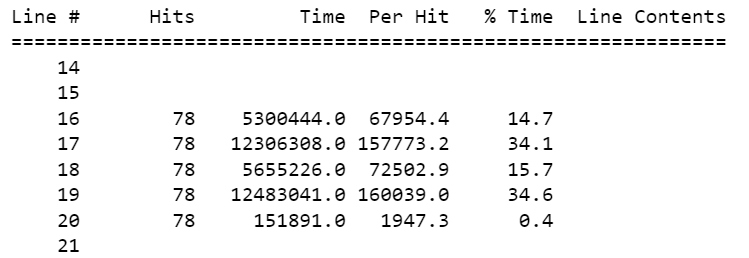 Line #      Hits         Time  Per Hit   % Time  Line Contents
==============================================================
    14
    15
    16        78    5300444.0  67954.4     14.7
    17        78   12306308.0 157773.2     34.1
    18        78    5655226.0  72502.9     15.7
    19        78   12483041.0 160039.0     34.6
    20        78     151891.0   1947.3      0.4
    21